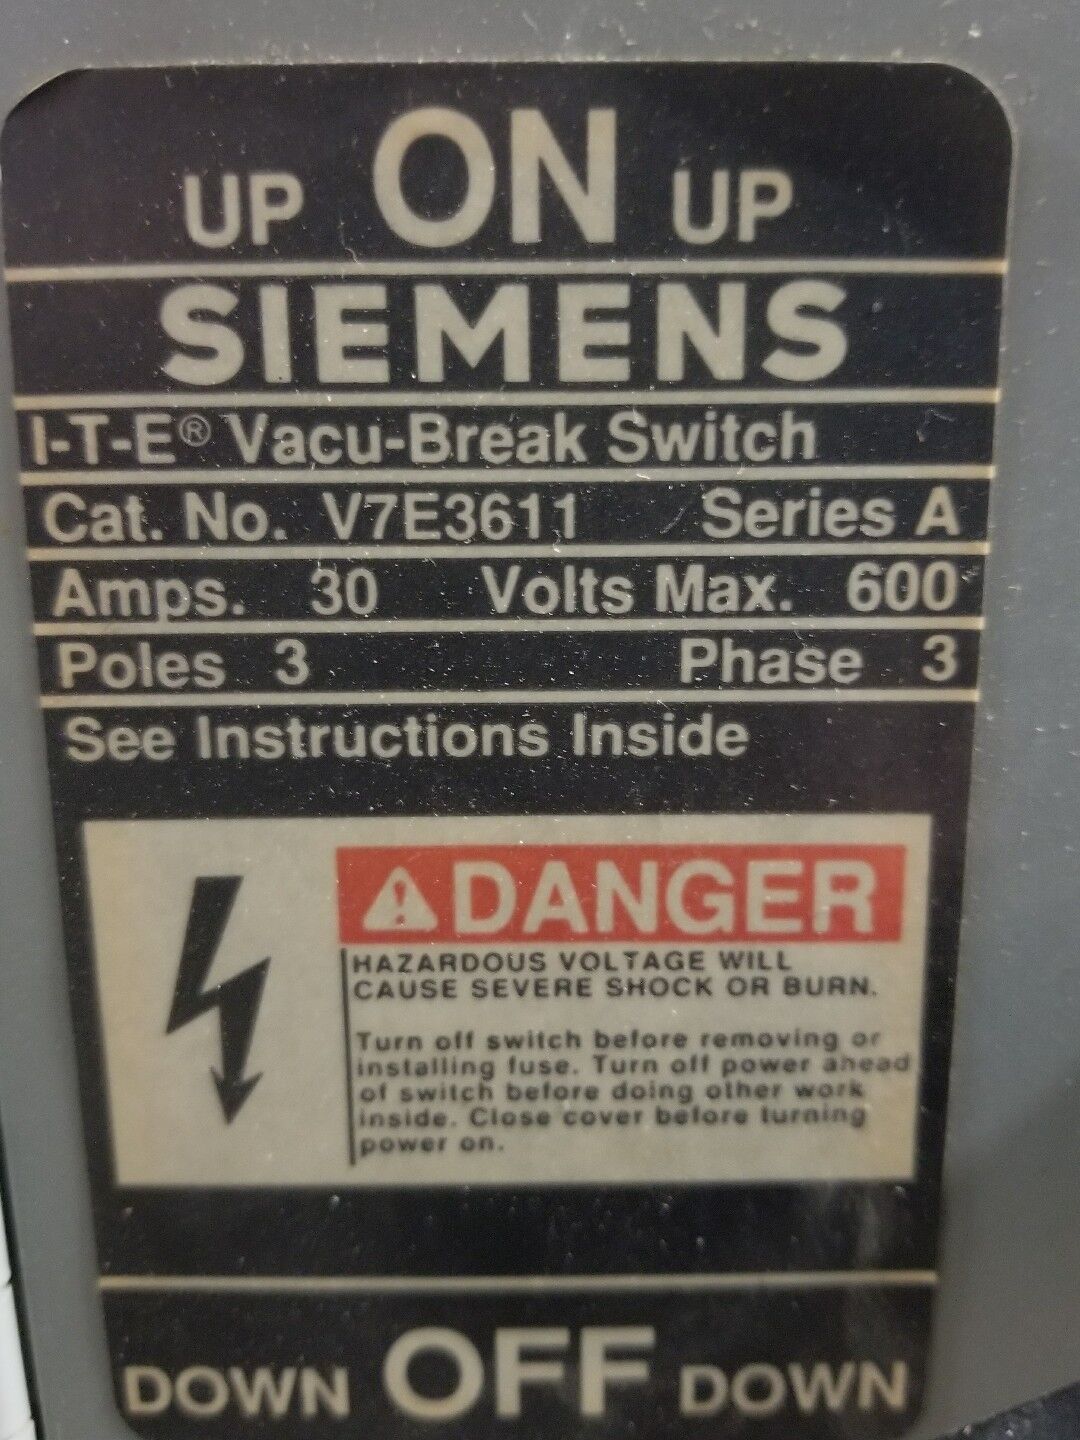 UP ON UP
SIEMENS
I-T-E® Vacu-Break Switch
Cat. No. V7E3611 Series A
Amps. 30 Volts Max. 600
Poles 3 Phase 3
See Instructions Inside
DANGER
HAZARDOUS VOLTAGE WILL
CAUSE SEVERE SHOCK OR BURN.
Turn off switch before removing or
installing fuse. Turn off power ahead
of switch before doing other work
inside. Close cover before turning
power on.
DOWN OFF DOWN